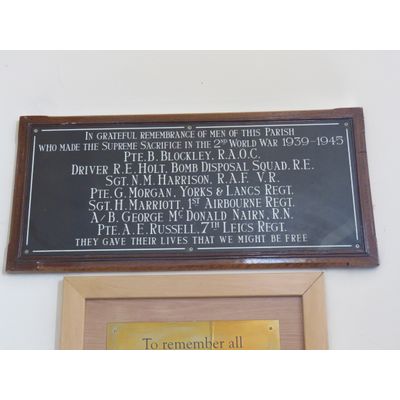 IN GRATEFUL REMEMBRANCE OF MEN OF THIS PARISH
WHO MADE THE SUPREME SACRIFICE IN THE 2ND WORLD WAR 1939-1945
PTE. B. BLOCKLEY, R.A.O.C.
DRIVER R.E. HOLT, BOMB DISPOSAL SQUAD, R.E.
SGT. N.M. HARRISON, R.A.F. V.R.
PTE. G. MORGAN, YORKS & LANCS REGT.
SGT. H. MARRIOTT, 1ST AIRBOURNE REGT.
A/B. GEORGE MC DONALD NAIRN, R.N.
PTE. A. E. RUSSELL, 7TH LEICS REGT.
THEY GAVE THEIR LIVES THAT WE MIGHT BE FREE
To remember all